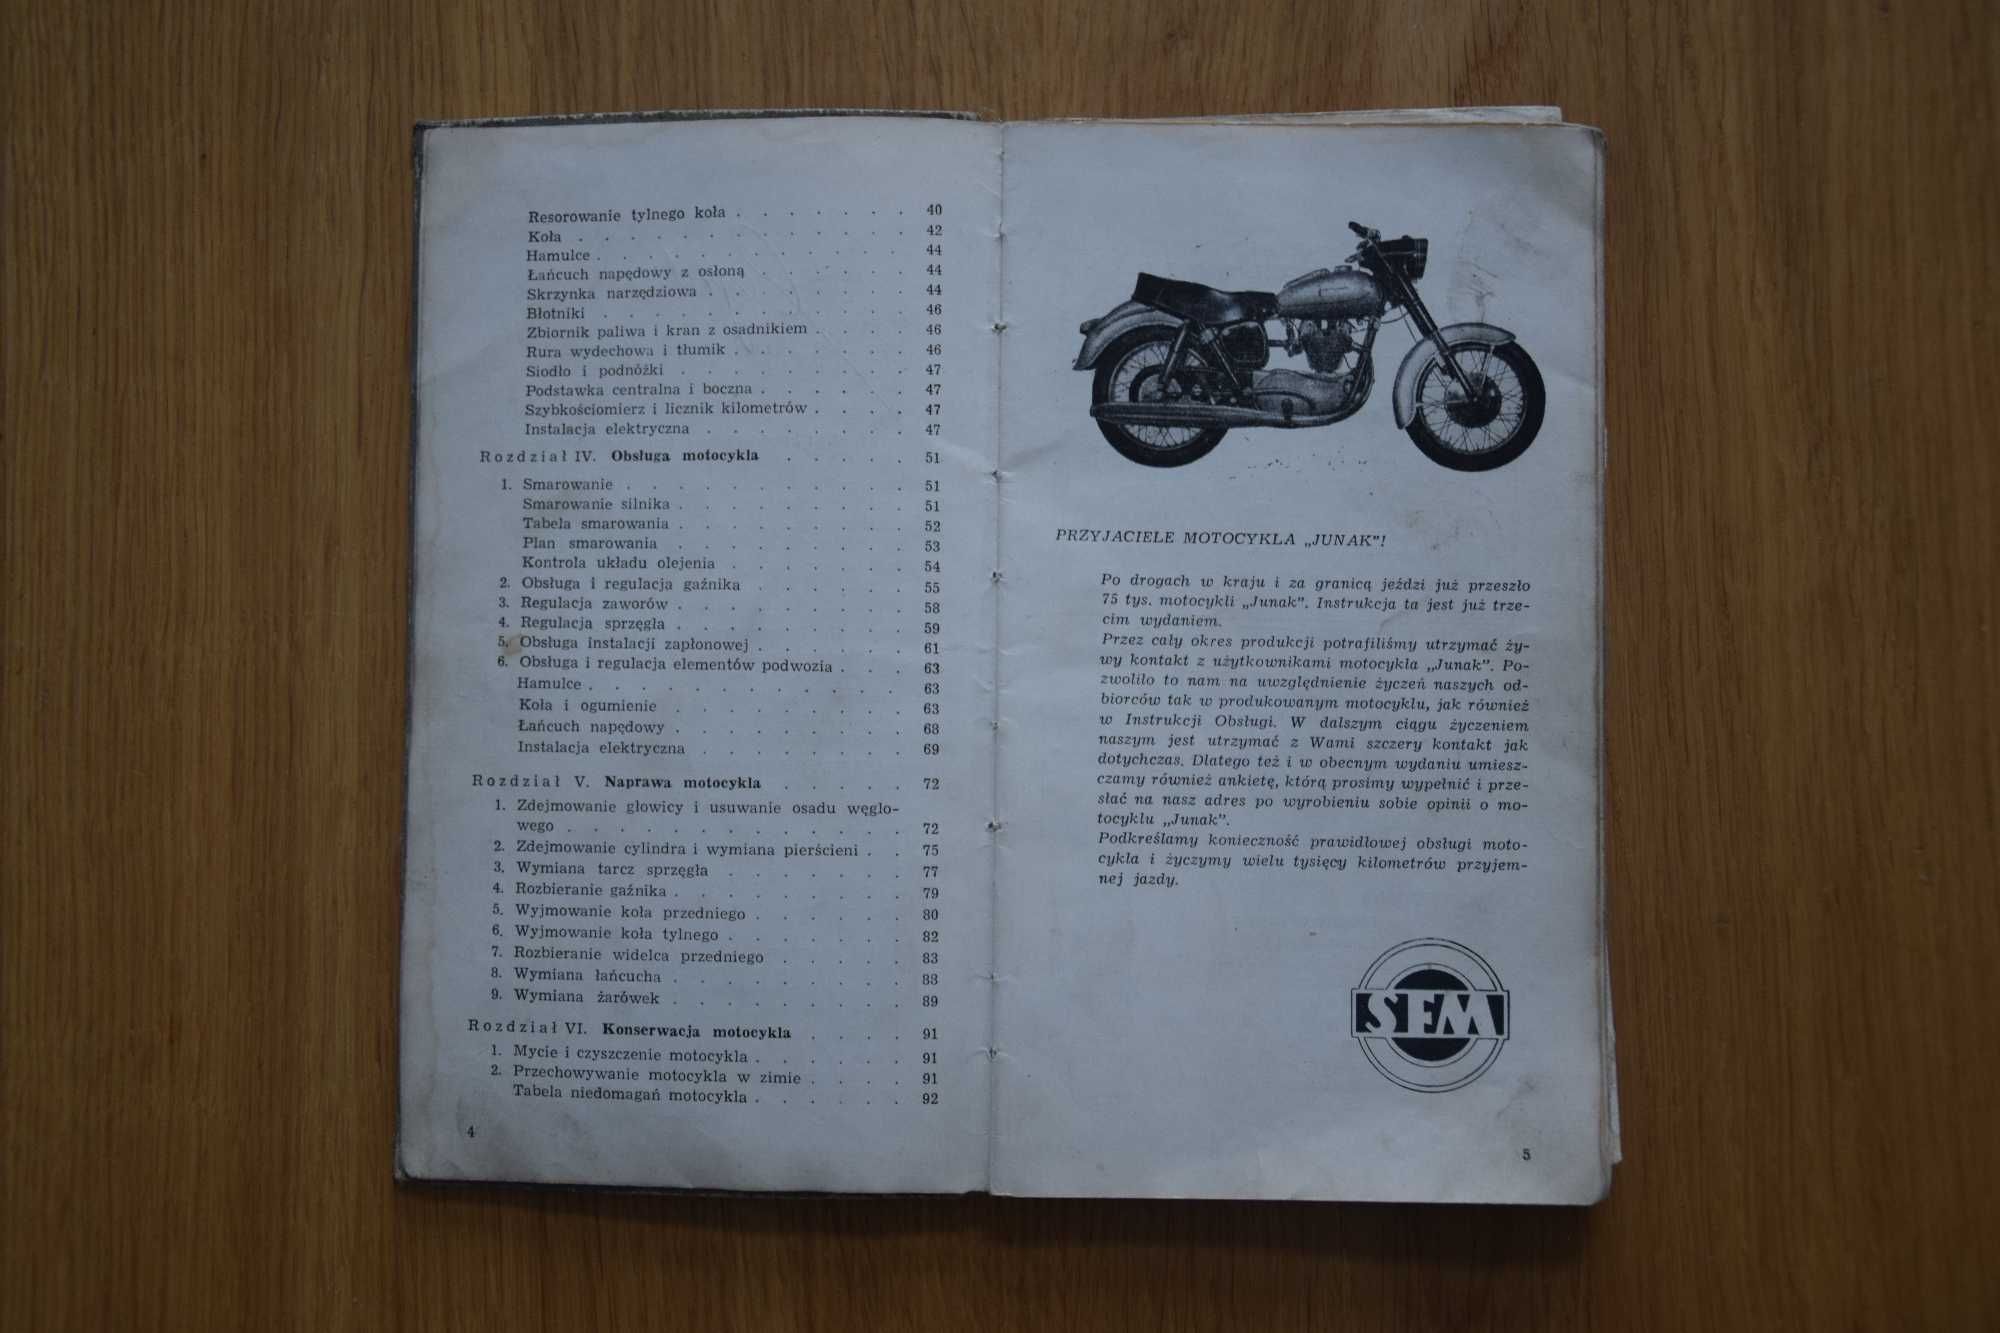 Resorowanie tylnego koła . . . . . . . 40
Koła . . . . . . . . . . . . . 42
Hamulce . . . . . . . . . . . . 44
Łańcuch napędowy z osłoną . . . . . . 44
Skrzynka narzędziowa . . . . . . . . 44
Błotniki . . . . . . . . . . . . 46
Zbiornik paliwa i kran z osadnikiem . . . . 46
Rura wydechowa i tłumik . . . . . . . 46
Siodło i podnóżki . . . . . . . . . 47
Podstawka centralna i boczna . . . . . . 47
Szybkościomierz i licznik kilometrów . . . . 47
Instalacja elektryczna . . . . . . . . 47
Rozdział IV. Obsługa motocykla . . . . . 51
1. Smarowanie . . . . . . . . . . . 51
Smarowanie silnika . . . . . . . . . 51
Tabela smarowania . . . . . . . . . 52
Plan smarowania . . . . . . . . . 53
Kontrola układu olejenia . . . . . . . 54
2. Obsługa i regulacja gaźnika . . . . . . 55
3. Regulacja zaworów . . . . . . . . . 58
4. Regulacja sprzęgła . . . . . . . . . 59
5. Obsługa instalacji zapłonowej . . . . . . 61
6. Obsługa i regulacja elementów podwozia . . . 63
Hamulce . . . . . . . . . . . . 63
Koła i ogumienie . . . . . . . . . 63
Łańcuch napędowy . . . . . . . . . 68
Instalacja elektryczna . . . . . . . . 69
Rozdział V. Naprawa motocykla . . . . . 72
1. Zdejmowanie głowicy i usuwanie osadu węglo-
wego . . . . . . . . . . . . . 72
2. Zdejmowanie cylindra i wymiana pierścieni . . 75
3. Wymiana tarcz sprzęgła . . . . . . . 77
4. Rozbieranie gaźnika . . . . . . . . . 79
5. Wyjmowanie koła przedniego . . . . . . 80
6. Wyjmowanie koła tylnego . . . . . . . 82
7. Rozbieranie widelca przedniego . . . . . 83
8. Wymiana łańcucha . . . . . . . . . 88
9. Wymiana żarówek . . . . . . . . . 89
Rozdział VI. Konserwacja motocykla . . . . 91
1. Mycie i czyszczenie motocykla . . . . . . 91
2. Przechowywanie motocykla w zimie . . . . 91
Tabela niedomagań motocykla . . . . . . 92
4
PRZYJACIELE MOTOCYKLA „JUNAK”!
Po drogach w kraju i za granicą jeździ już przeszło
75 tys. motocykli „Junak”. Instrukcja ta jest już trze-
cim wydaniem.
Przez cały okres produkcji potrafiliśmy utrzymać ży-
wy kontakt z użytkownikami motocykla „Junak”. Po-
zwoliło to nam na uwzględnienie życzeń naszych od-
biorców tak w produkowanym motocyklu, jak również
w Instrukcji Obsługi. W dalszym ciągu życzeniem
naszym jest utrzymać z Wami szczery kontakt jak
dotychczas. Dlatego też i w obecnym wydaniu umiesz-
czamy również ankietę, którą prosimy wypełnić i prze-
słać na nasz adres po wyrobieniu sobie opinii o mo-
tocyklu „Junak”.
Podkreślamy konieczność prawidłowej obsługi moto-
cykla i życzymy wielu tysięcy kilometrów przyjem-
nej jazdy.
SFM
5